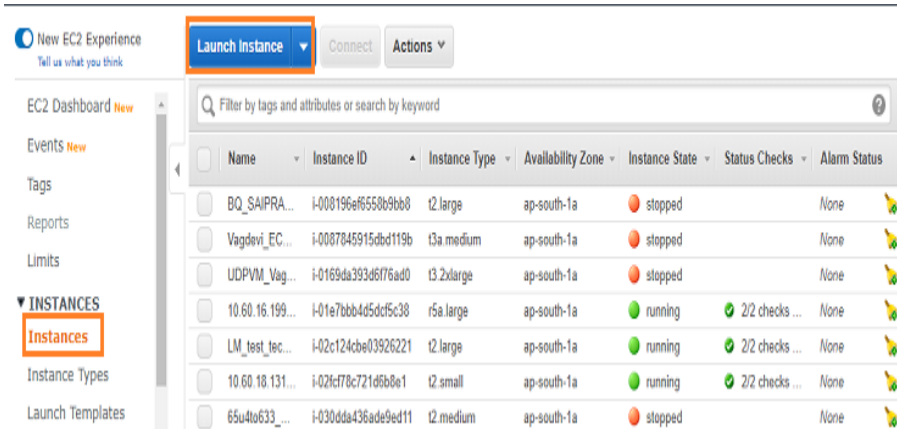 New EC2 Experience
Tell us what you think
Launch Instance Connect Actions
EC2 Dashboard New
Events New
Tags
Reports
Limits
INSTANCES
Instances
Instance Types
Launch Templates
Filter by tags and attributes or search by keyword
Name Instance ID Instance Type Availability Zone Instance State Status Checks Alarm Status
BQ_SAIPRA... i-008196ef6558b9bb8 t2.large ap-south-1a stopped None
Vagdevi_EC... i-0087845915dbd119b t3a.medium ap-south-1a stopped None
UDPVM_Vag... i-0169da393d6f76ad0 t3.2xlarge ap-south-1a stopped None
10.60.16.199... i-01e7bbb4d5dcf5c38 r5a.large ap-south-1a running 2/2 checks ... None
LM_test_tec... i-02c124cbe03926221 t2.large ap-south-1a running 2/2 checks ... None
10.60.18.131... i-02fcf78c721d6b8e1 t2.small ap-south-1a running 2/2 checks ... None
65u4to633_... i-030dda436ade9ed11 t2.medium ap-south-1a stopped None